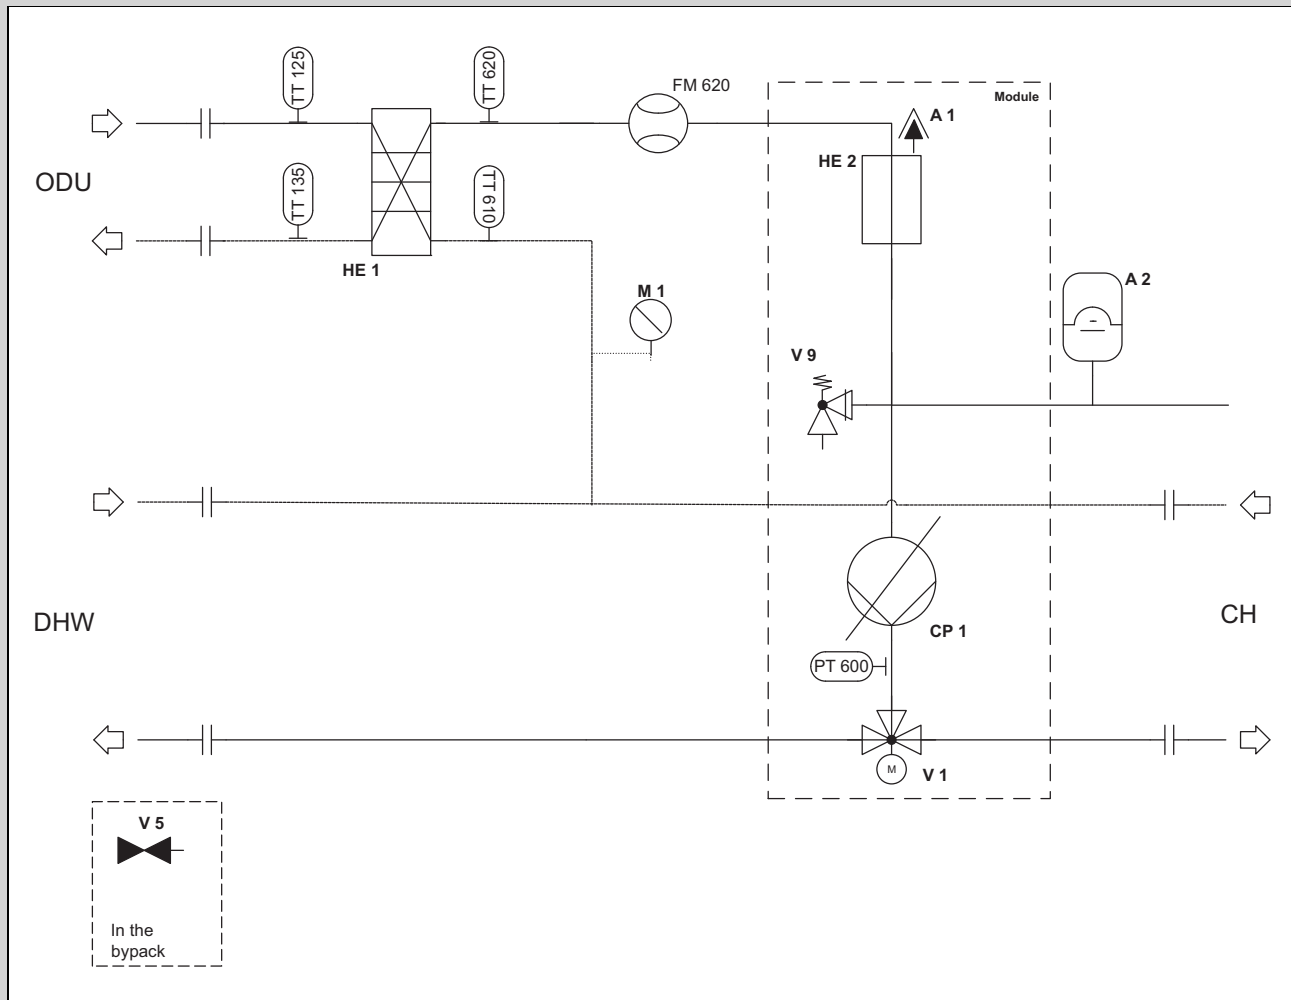 TT 125
TT 620
FM 620
Module
A 1
HE 2
ODU
TT 135
TT 610
HE 1
A 2
M 1
V 9
DHW
CH
CP 1
PT 600
M
V 1
V 5
In the
bypack